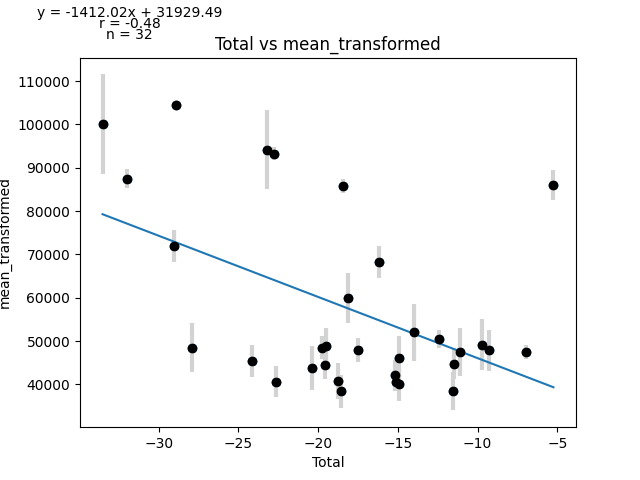 y = -1412.02x + 31929.49
r = -0.48
n = 32
Total vs mean_transformed
110000
100000
90000
80000
70000
60000
50000
40000
mean_transformed
−30
−25
−20
−15
−10
−5
Total